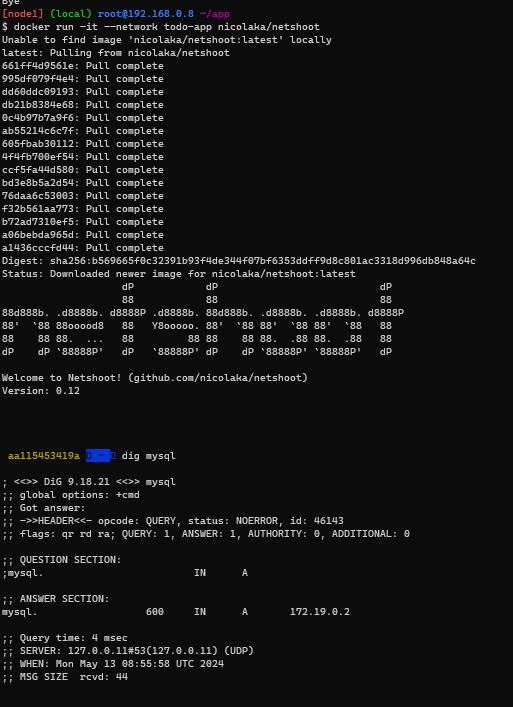 Bye
[node1] (local) root@192.168.0.8 ~/app
$ docker run -it --network todo-app nicolaka/netshoot
Unable to find image 'nicolaka/netshoot:latest' locally
latest: Pulling from nicolaka/netshoot
661ff4d9561e: Pull complete
995df079f4e4: Pull complete
dd60ddc09193: Pull complete
db21b8384e68: Pull complete
0c4b97b7a9f6: Pull complete
ab55214c6c7f: Pull complete
605fbab30112: Pull complete
4f4fb700ef54: Pull complete
ccf5fa44d580: Pull complete
bd3e8b5a2d54: Pull complete
76daa6c53003: Pull complete
f32b561aa773: Pull complete
b72ad7310ef5: Pull complete
a06bebda965d: Pull complete
a1436cccfd44: Pull complete
Digest: sha256:b569665f0c32391b93f4de344f07bf6353ddff9d8c801ac3318d996db848a64c
Status: Downloaded newer image for nicolaka/netshoot:latest
                    dP            dP                           dP
                    88            88                           88
88d888b. .d8888b. d8888P .d8888b. 88d888b. .d8888b. .d8888b. d8888P
88'  `88 88ooood8   88   Y8ooooo. 88'  `88 88'  `88 88'  `88   88
88    88 88.  ...   88         88 88    88 88.  .88 88.  .88   88
dP    dP `88888P'   dP   `88888P' dP    dP `88888P' `88888P'   dP
Welcome to Netshoot! (github.com/nicolaka/netshoot)
Version: 0.12
aa115453419a ~ dig mysql
; <<>> DiG 9.18.21 <<>> mysql
;; global options: +cmd
;; Got answer:
;; ->>HEADER<<- opcode: QUERY, status: NOERROR, id: 46143
;; flags: qr rd ra; QUERY: 1, ANSWER: 1, AUTHORITY: 0, ADDITIONAL: 0
;; QUESTION SECTION:
;mysql. IN A
;; ANSWER SECTION:
mysql. 600 IN A 172.19.0.2
;; Query time: 4 msec
;; SERVER: 127.0.0.11#53(127.0.0.11) (UDP)
;; WHEN: Mon May 13 08:55:58 UTC 2024
;; MSG SIZE  rcvd: 44